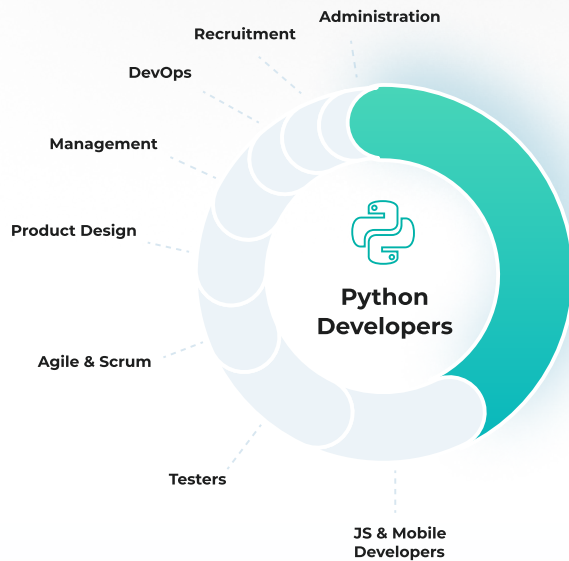 Administration
Recruitment
DevOps
Management
Product Design
Python
Developers
Agile & Scrum
Testers
JS & Mobile
Developers